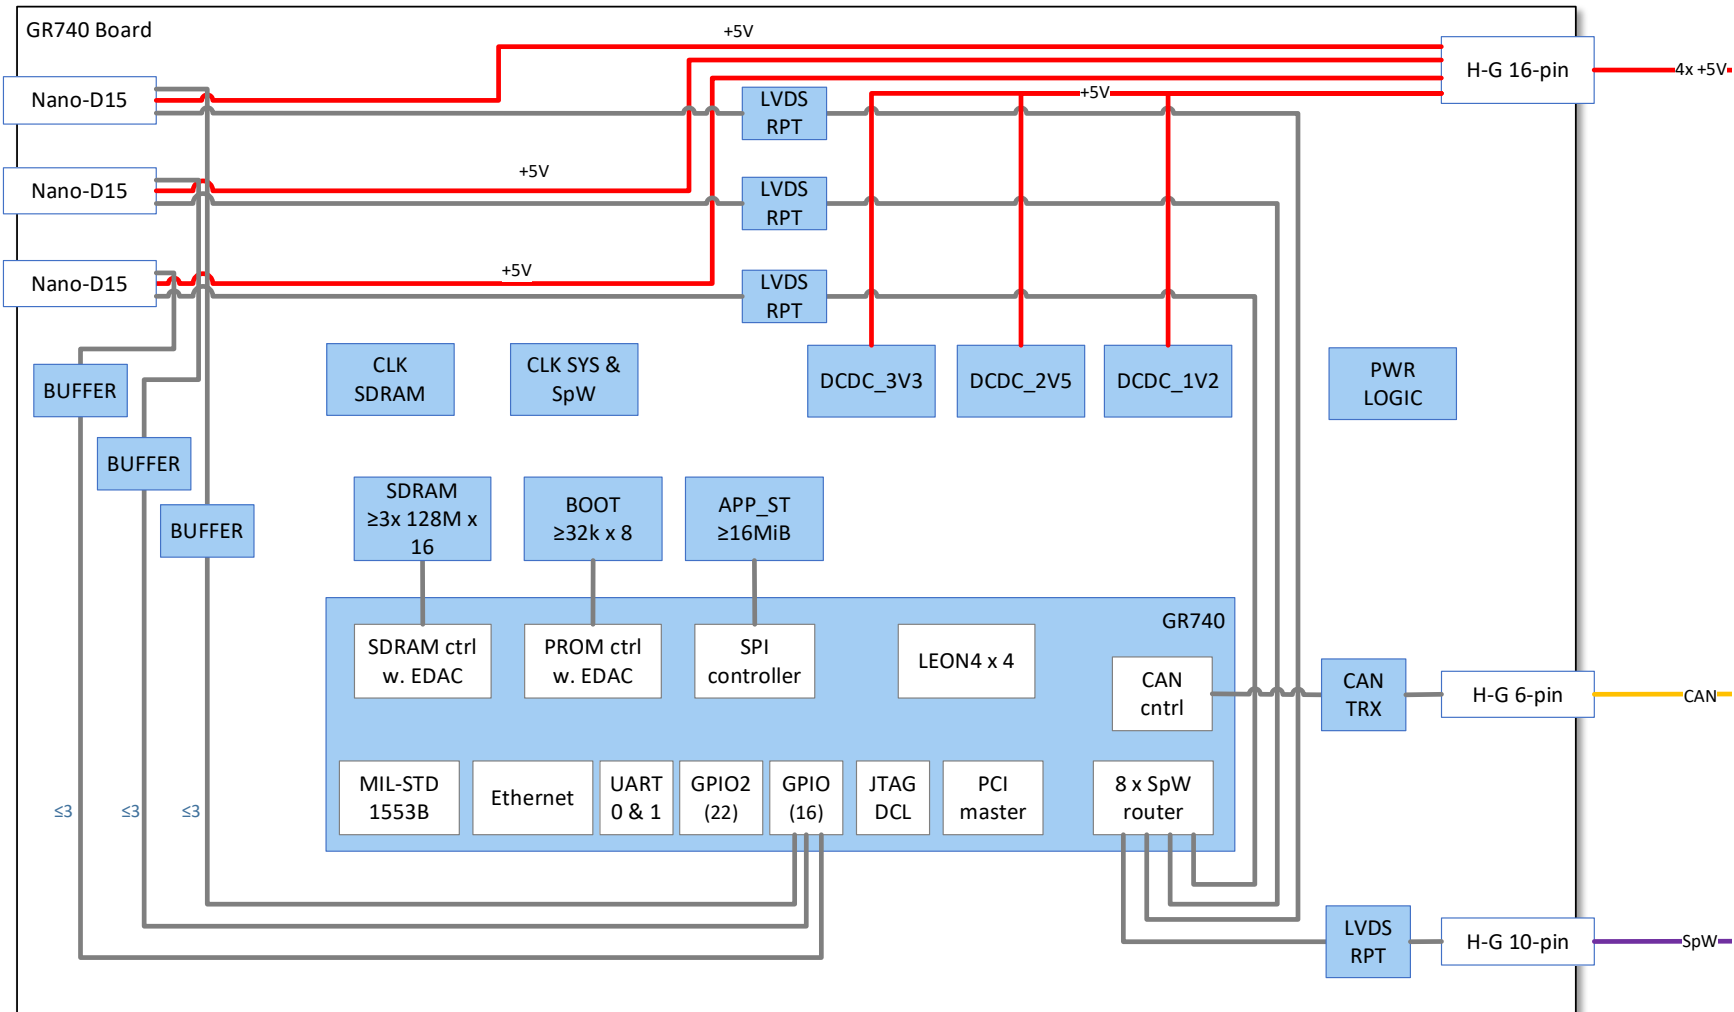 GR740 Board
+5V
Nano-D15
H-G 16-pin
4x +5V
+5V
LVDS
RPT
Nano-D15
+5V
LVDS
RPT
Nano-D15
+5V
LVDS
RPT
BUFFER
CLK
SDRAM
CLK SYS &
SpW
DCDC_3V3
DCDC_2V5
DCDC_1V2
PWR
LOGIC
BUFFER
BUFFER
SDRAM
≥3x 128M x
16
BOOT
≥32k x 8
APP_ST
≥16MiB
GR740
SDRAM ctrl
w. EDAC
PROM ctrl
w. EDAC
SPI
controller
LEON4 x 4
CAN
cntrl
CAN
TRX
H-G 6-pin
CAN
≤3
≤3
≤3
MIL-STD
1553B
Ethernet
UART
0 & 1
GPIO2
(22)
GPIO
(16)
JTAG
DCL
PCI
master
8 x SpW
router
LVDS
RPT
H-G 10-pin
SpW